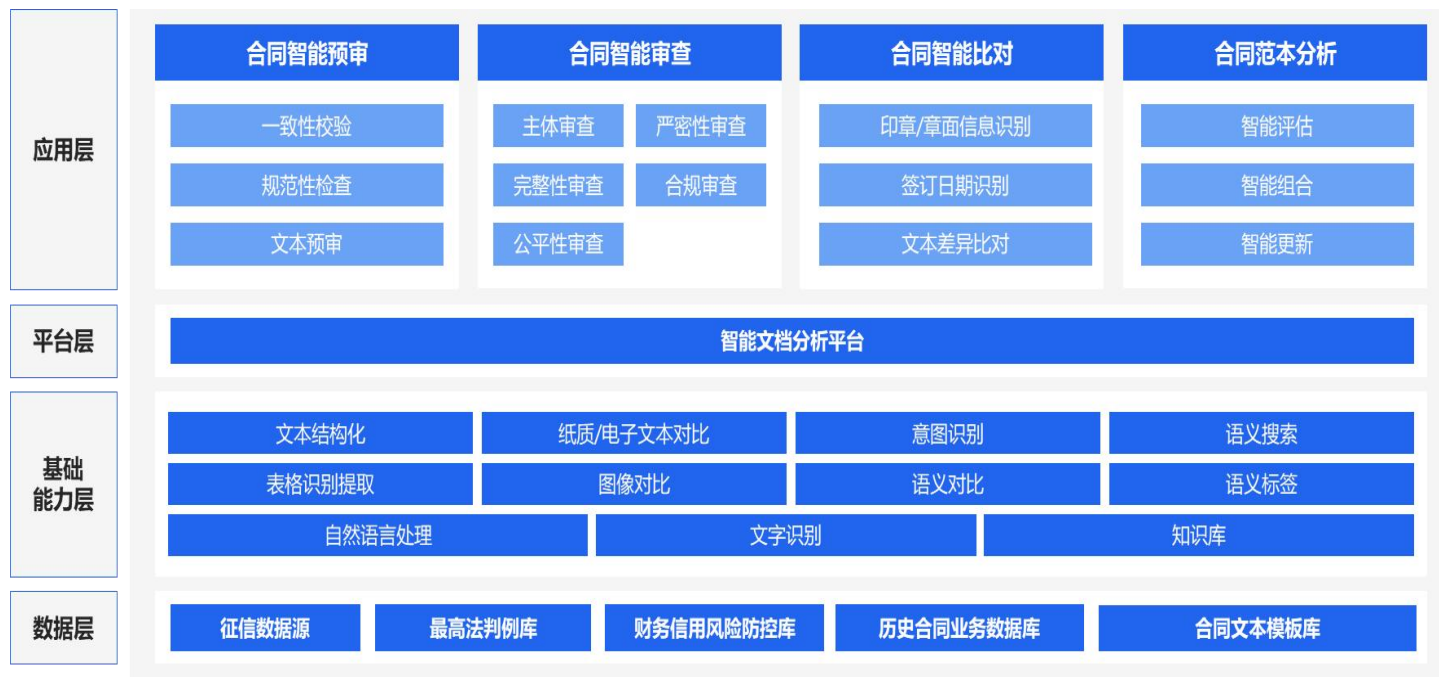 应用层
合同智能预审
一致性校验
规范性检查
文本预审
合同智能审查
主体审查
严密性审查
完整性审查
合规审查
公平性审查
合同智能比对
印章/章面信息识别
签订日期识别
文本差异比对
合同范本分析
智能评估
智能组合
智能更新
平台层
智能文档分析平台
基础
能力层
文本结构化
纸质/电子文本对比
意图识别
语义搜索
表格识别提取
图像对比
语义对比
语义标签
自然语言处理
文字识别
知识库
数据层
征信数据源
最高法判例库
财务信用风险防控库
历史合同业务数据库
合同文本模板库